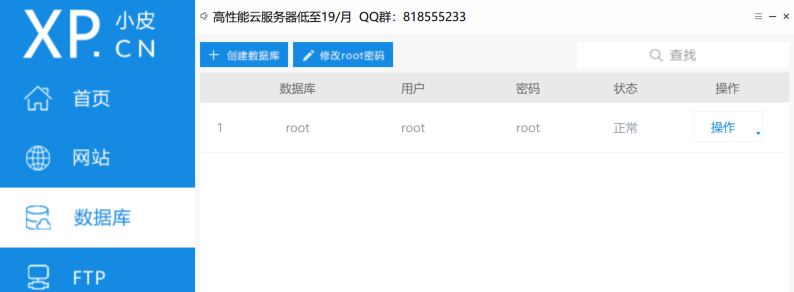 XP.小皮
.CN
高性能云服务器低至19/月 QQ群：818555233
首页
网站
数据库
FTP
创建数据库 修改root密码 查找
数据库 用户 密码 状态 操作
1 root root root 正常 操作